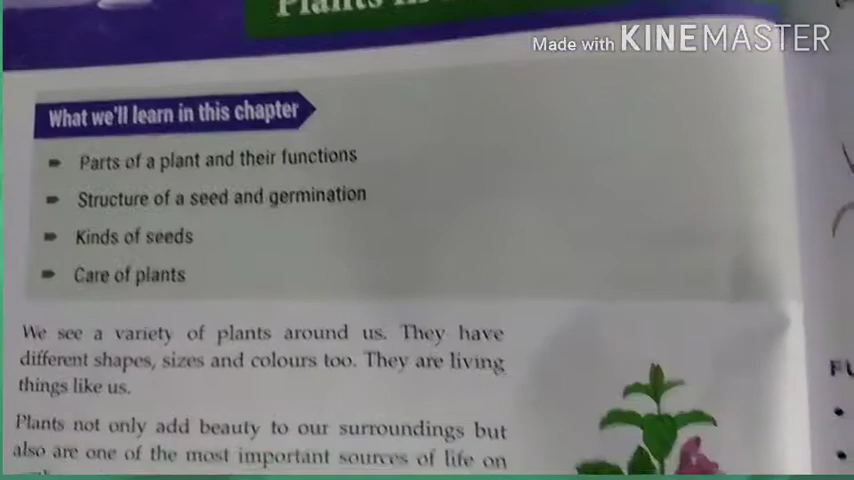 Plants
Made with KINEMASTER
What we'll learn in this chapter
Parts of a plant and their functions
Structure of a seed and germination
Kinds of seeds
Care of plants
We see a variety of plants around us. They have
different shapes, sizes and colours too. They are living
things like us.
Plants not only add beauty to our surroundings but
also are one of the most important sources of life on